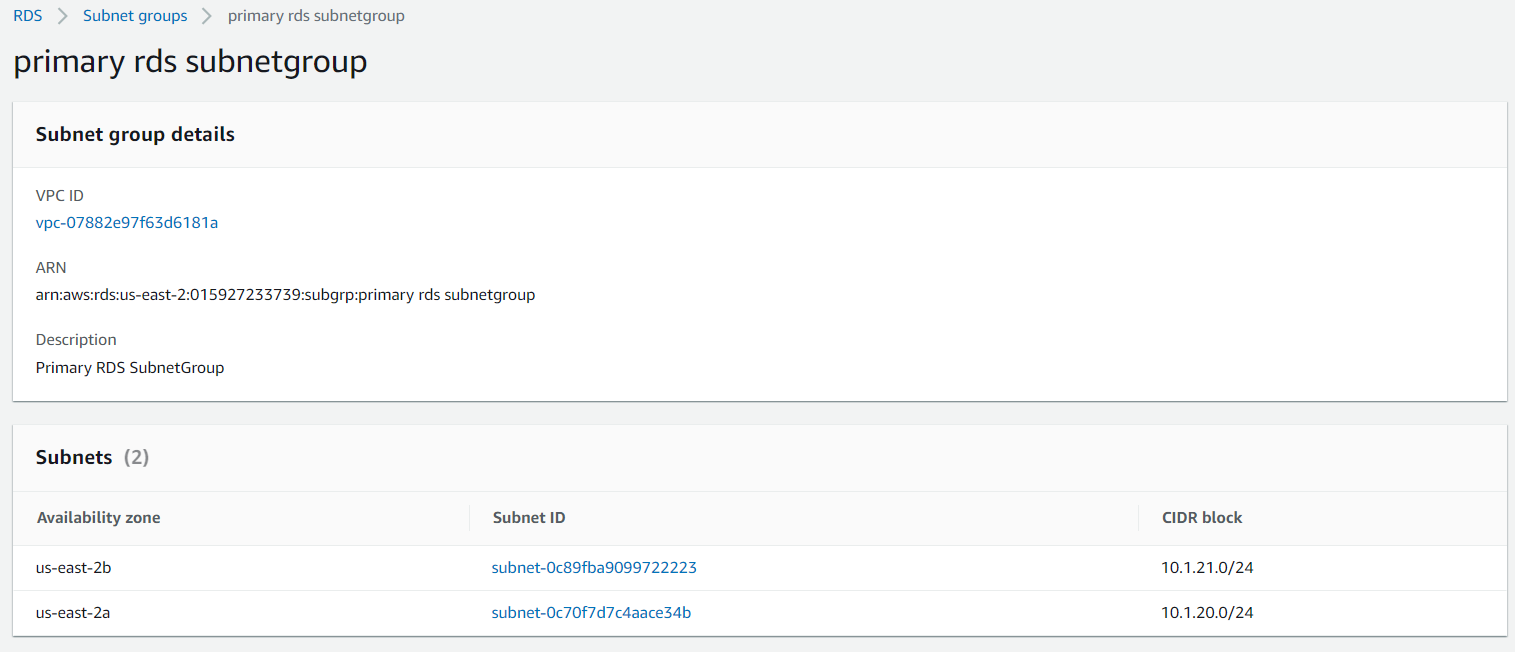 RDS > Subnet groups > primary rds subnetgroup
primary rds subnetgroup
Subnet group details
VPC ID
vpc-07882e97f63d6181a
ARN
arn:aws:rds:us-east-2:015927233739:subgrp:primary rds subnetgroup
Description
Primary RDS SubnetGroup
Subnets (2)
Availability zone Subnet ID CIDR block
us-east-2b subnet-0c89fba9099722223 10.1.21.0/24
us-east-2a subnet-0c70f7d7c4aace34b 10.1.20.0/24